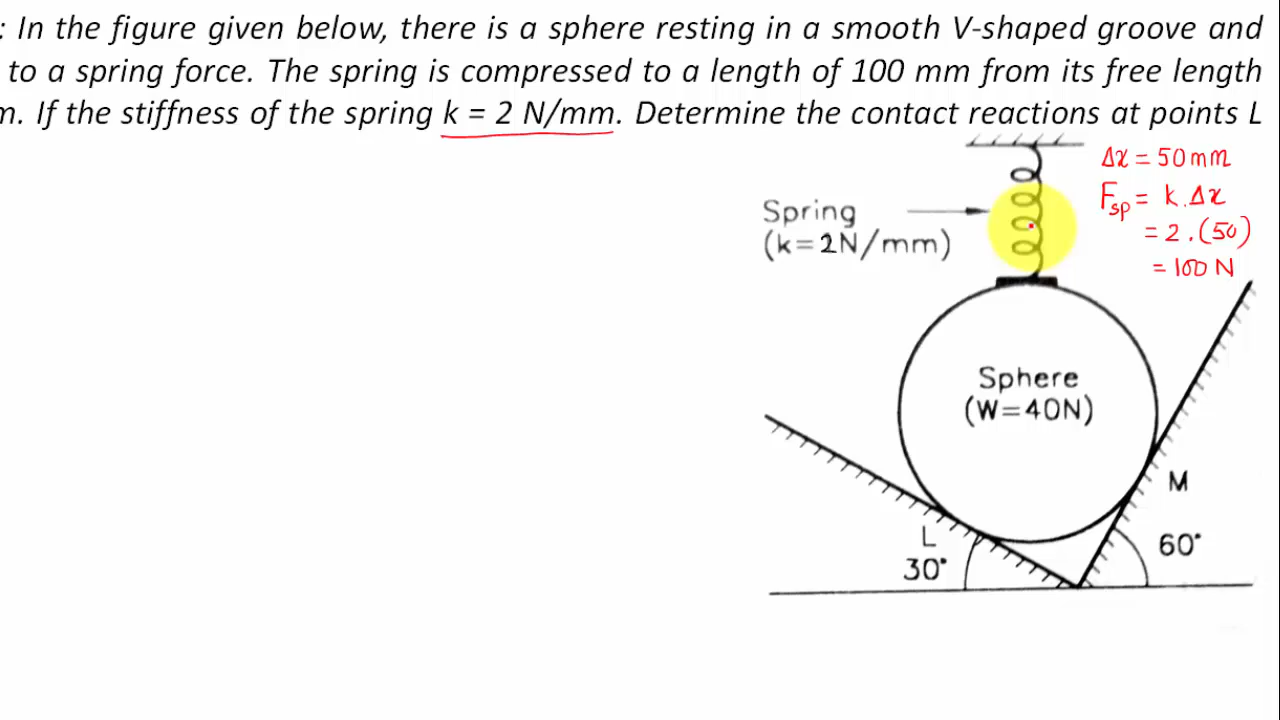 : In the figure given below, there is a sphere resting in a smooth V-shaped groove and
to a spring force. The spring is compressed to a length of 100 mm from its free length
m. If the stiffness of the spring k = 2 N/mm. Determine the contact reactions at points L
Δx = 50 mm
Fsp = k.Δx
= 2.(50)
= 100 N
Spring
(k=2N/mm)
Sphere
(W=40N)
M
L
30°
60°